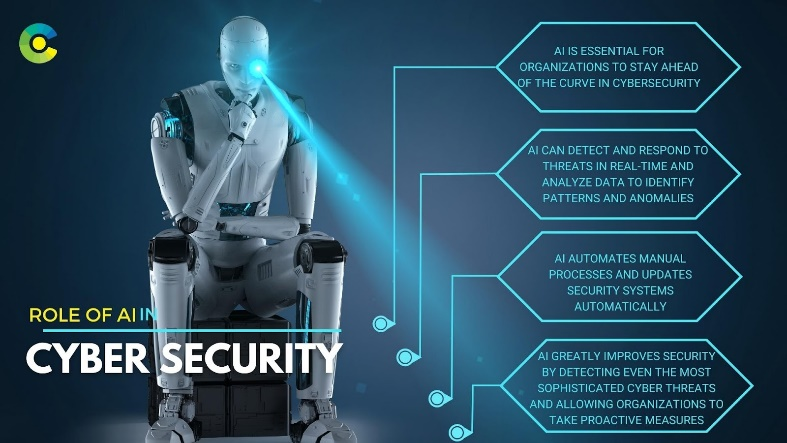 AI IS ESSENTIAL FOR
ORGANIZATIONS TO STAY AHEAD
OF THE CURVE IN CYBERSECURITY
AI CAN DETECT AND RESPOND TO
THREATS IN REAL-TIME AND
ANALYZE DATA TO IDENTIFY
PATTERNS AND ANOMALIES
AI AUTOMATES MANUAL
PROCESSES AND UPDATES
SECURITY SYSTEMS
AUTOMATICALLY
AI GREATLY IMPROVES SECURITY
BY DETECTING EVEN THE MOST
SOPHISTICATED CYBER THREATS
AND ALLOWING ORGANIZATIONS TO
TAKE PROACTIVE MEASURES
ROLE OF AI IN
CYBER SECURITY